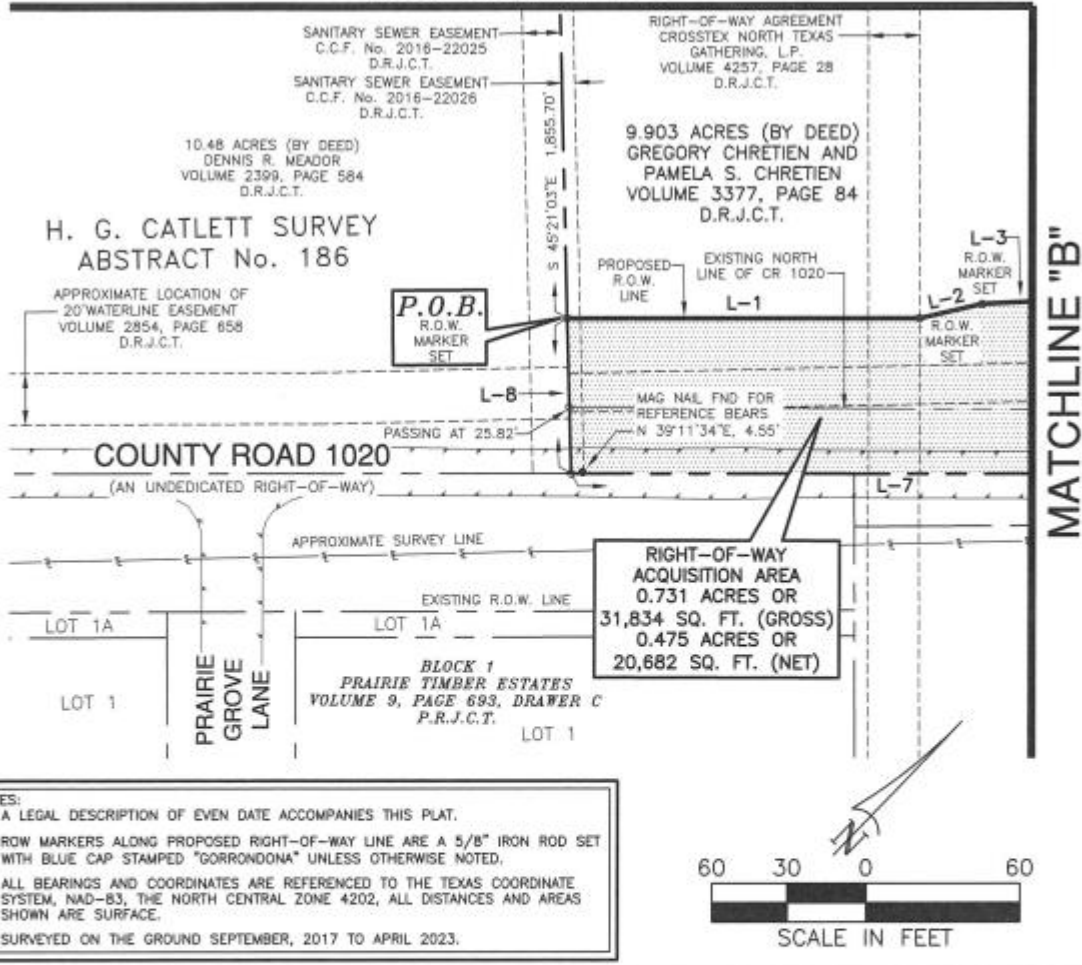 SANITARY SEWER EASEMENT
C.C.F. No. 2016-22025
D.R.J.C.T.
SANITARY SEWER EASEMENT
C.C.F. No. 2016-22026
D.R.J.C.T.
RIGHT-OF-WAY AGREEMENT
CROSSTEX NORTH TEXAS
GATHERING, L.P.
VOLUME 4257, PAGE 28
D.R.J.C.T.
10.48 ACRES (BY DEED)
DENNIS R. MEADOR
VOLUME 2399, PAGE 584
D.R.J.C.T.
S 45°21'03"E 1,855.70'
9.903 ACRES (BY DEED)
GREGORY CHRETIEN AND
PAMELA S. CHRETIEN
VOLUME 3377, PAGE 84
D.R.J.C.T.
H. G. CATLETT SURVEY
ABSTRACT No. 186
APPROXIMATE LOCATION OF
20'WATERLINE EASEMENT
VOLUME 2854, PAGE 658
D.R.J.C.T.
P.O.B.
R.O.W.
MARKER
SET
PROPOSED
R.O.W.
LINE
EXISTING NORTH
LINE OF CR 1020
L-1
L-2
L-3
R.O.W.
MARKER
SET
R.O.W.
MARKER
SET
MATCHLINE "B"
L-8
PASSING AT 25.82'
MAG NAIL FND FOR
REFERENCE BEARS
N 39°11'34"E, 4.55'
COUNTY ROAD 1020
(AN UNDEDICATED RIGHT-OF-WAY)
L-7
APPROXIMATE SURVEY LINE
RIGHT-OF-WAY
ACQUISITION AREA
0.731 ACRES OR
31,834 SQ. FT. (GROSS)
0.475 ACRES OR
20,682 SQ. FT. (NET)
EXISTING R.O.W. LINE
LOT 1A
LOT 1A
LOT 1
PRAIRIE
GROVE
LANE
BLOCK 1
PRAIRIE TIMBER ESTATES
VOLUME 9, PAGE 693, DRAWER C
P.R.J.C.T.
LOT 1
ES:
A LEGAL DESCRIPTION OF EVEN DATE ACCOMPANIES THIS PLAT.
ROW MARKERS ALONG PROPOSED RIGHT-OF-WAY LINE ARE A 5/8" IRON ROD SET
WITH BLUE CAP STAMPED "GORRONDONA" UNLESS OTHERWISE NOTED.
ALL BEARINGS AND COORDINATES ARE REFERENCED TO THE TEXAS COORDINATE
SYSTEM, NAD-83, THE NORTH CENTRAL ZONE 4202, ALL DISTANCES AND AREAS
SHOWN ARE SURFACE.
SURVEYED ON THE GROUND SEPTEMBER, 2017 TO APRIL 2023.
N
60 30 0 60
SCALE IN FEET